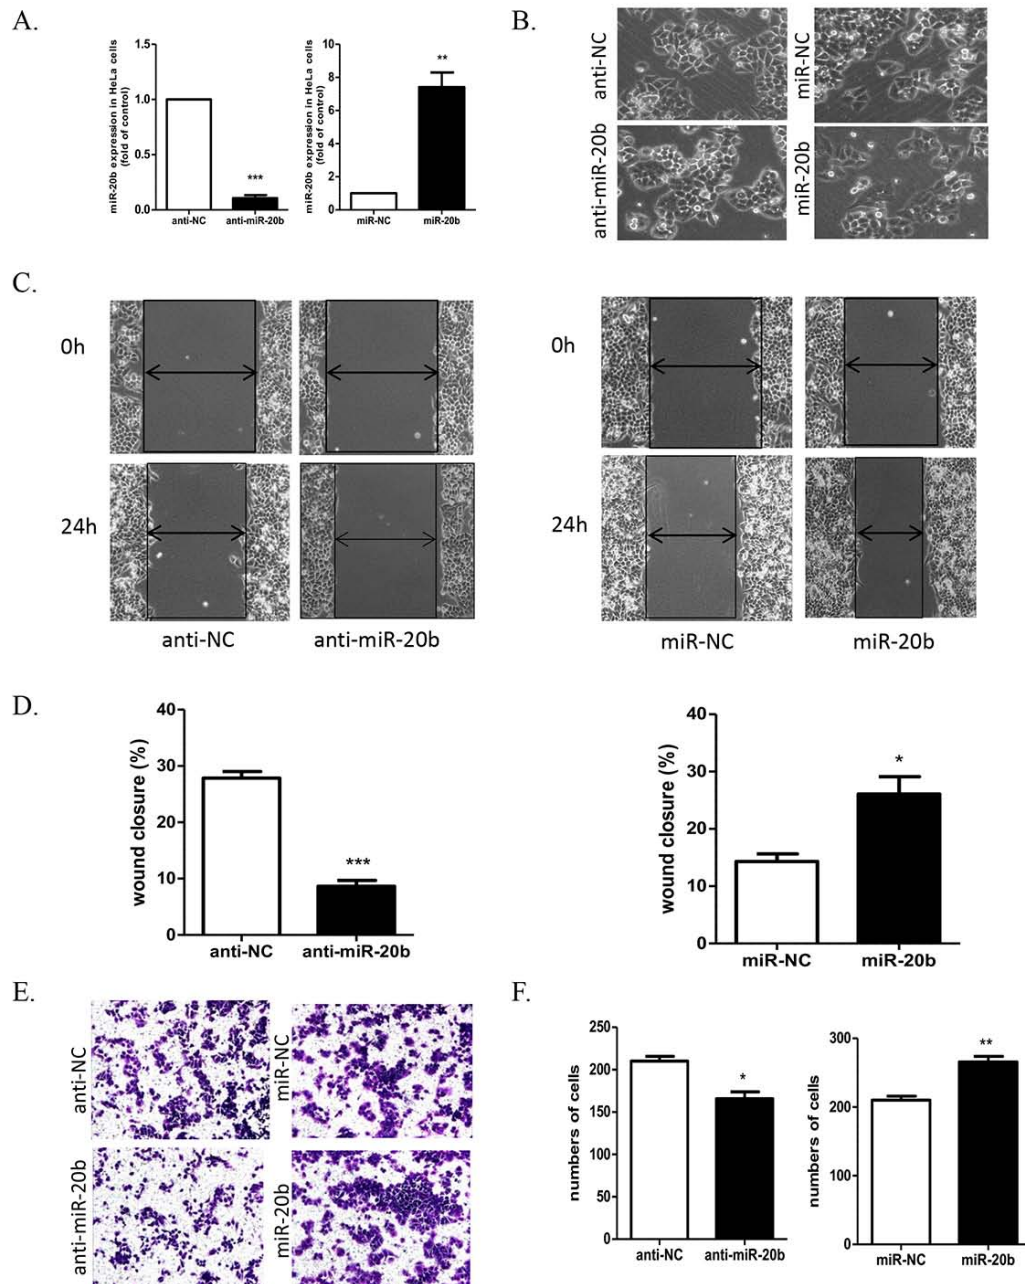 A.
miR-20b expression in HeLa cells
(fold of control)
1.5
1.0
0.5
0.0
***
anti-NC anti-miR-20b
miR-20b expression in HeLa cells
(fold of control)
10
8
6
4
2
0
**
miR-NC miR-20b
B.
anti-NC
miR-NC
anti-miR-20b
miR-20b
C.
0h
24h
anti-NC anti-miR-20b
0h
24h
miR-NC miR-20b
D.
wound closure (%)
40
30
20
10
0
***
anti-NC anti-miR-20b
wound closure (%)
40
30
20
10
0
*
miR-NC miR-20b
E.
anti-NC
miR-NC
anti-miR-20b
miR-20b
F.
numbers of cells
250
200
150
100
50
0
*
anti-NC anti-miR-20b
numbers of cells
300
200
100
0
**
miR-NC miR-20b